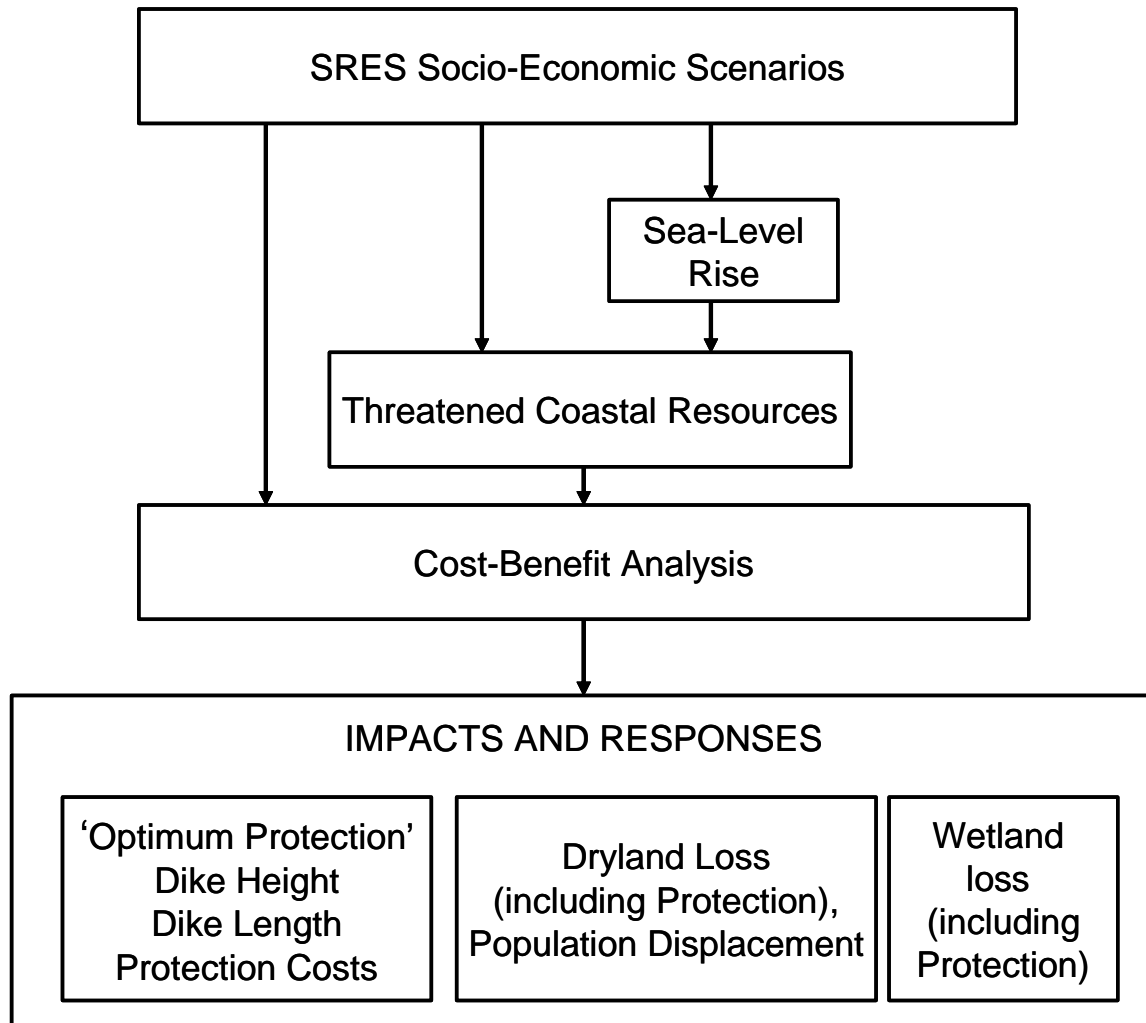 SRES Socio-Economic Scenarios
Sea-Level
Rise
Threatened Coastal Resources
Cost-Benefit Analysis
IMPACTS AND RESPONSES
‘Optimum Protection’
Dike Height
Dike Length
Protection Costs
Dryland Loss
(including Protection),
Population Displacement
Wetland
loss
(including
Protection)